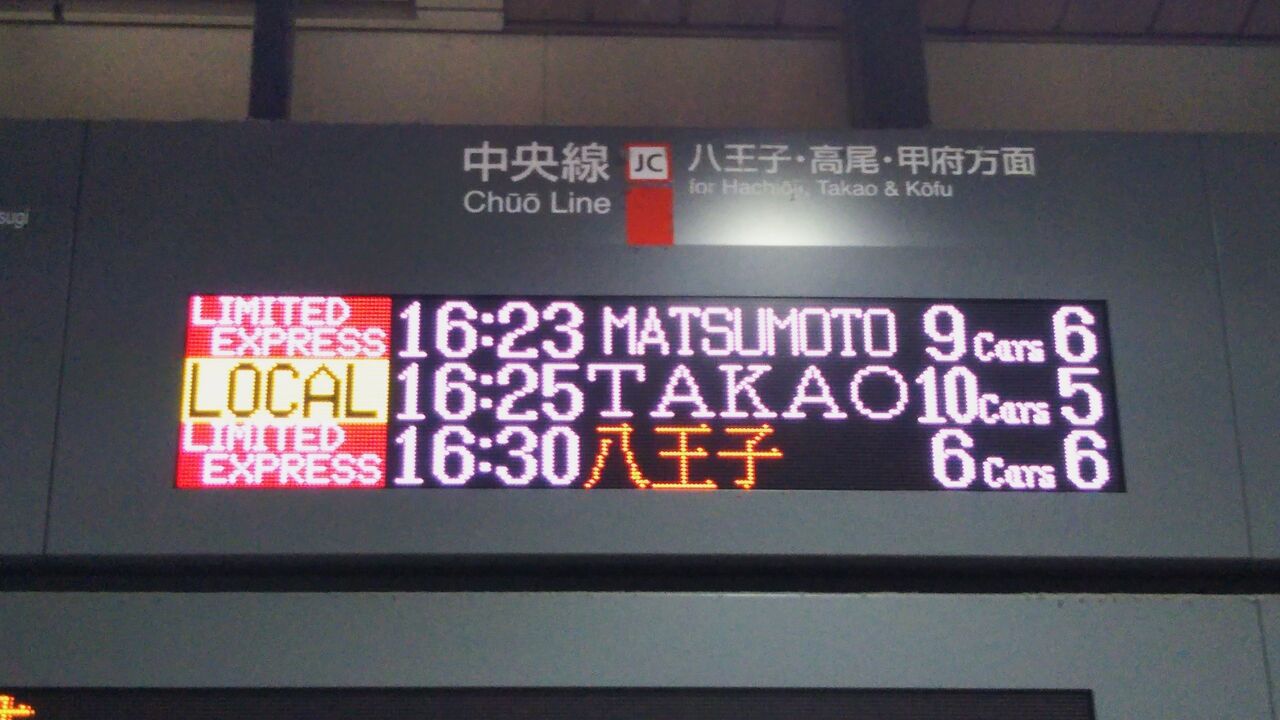 中央線 JC 八王子・高尾・甲府方面
Chūō Line for Hachiōji, Takao & Kōfu
sugi
LIMITED EXPRESS 16:23 MATSUMOTO 9 Cars 6
LOCAL 16:25 TAKAO 10 Cars 5
LIMITED EXPRESS 16:30 八王子 6 Cars 6